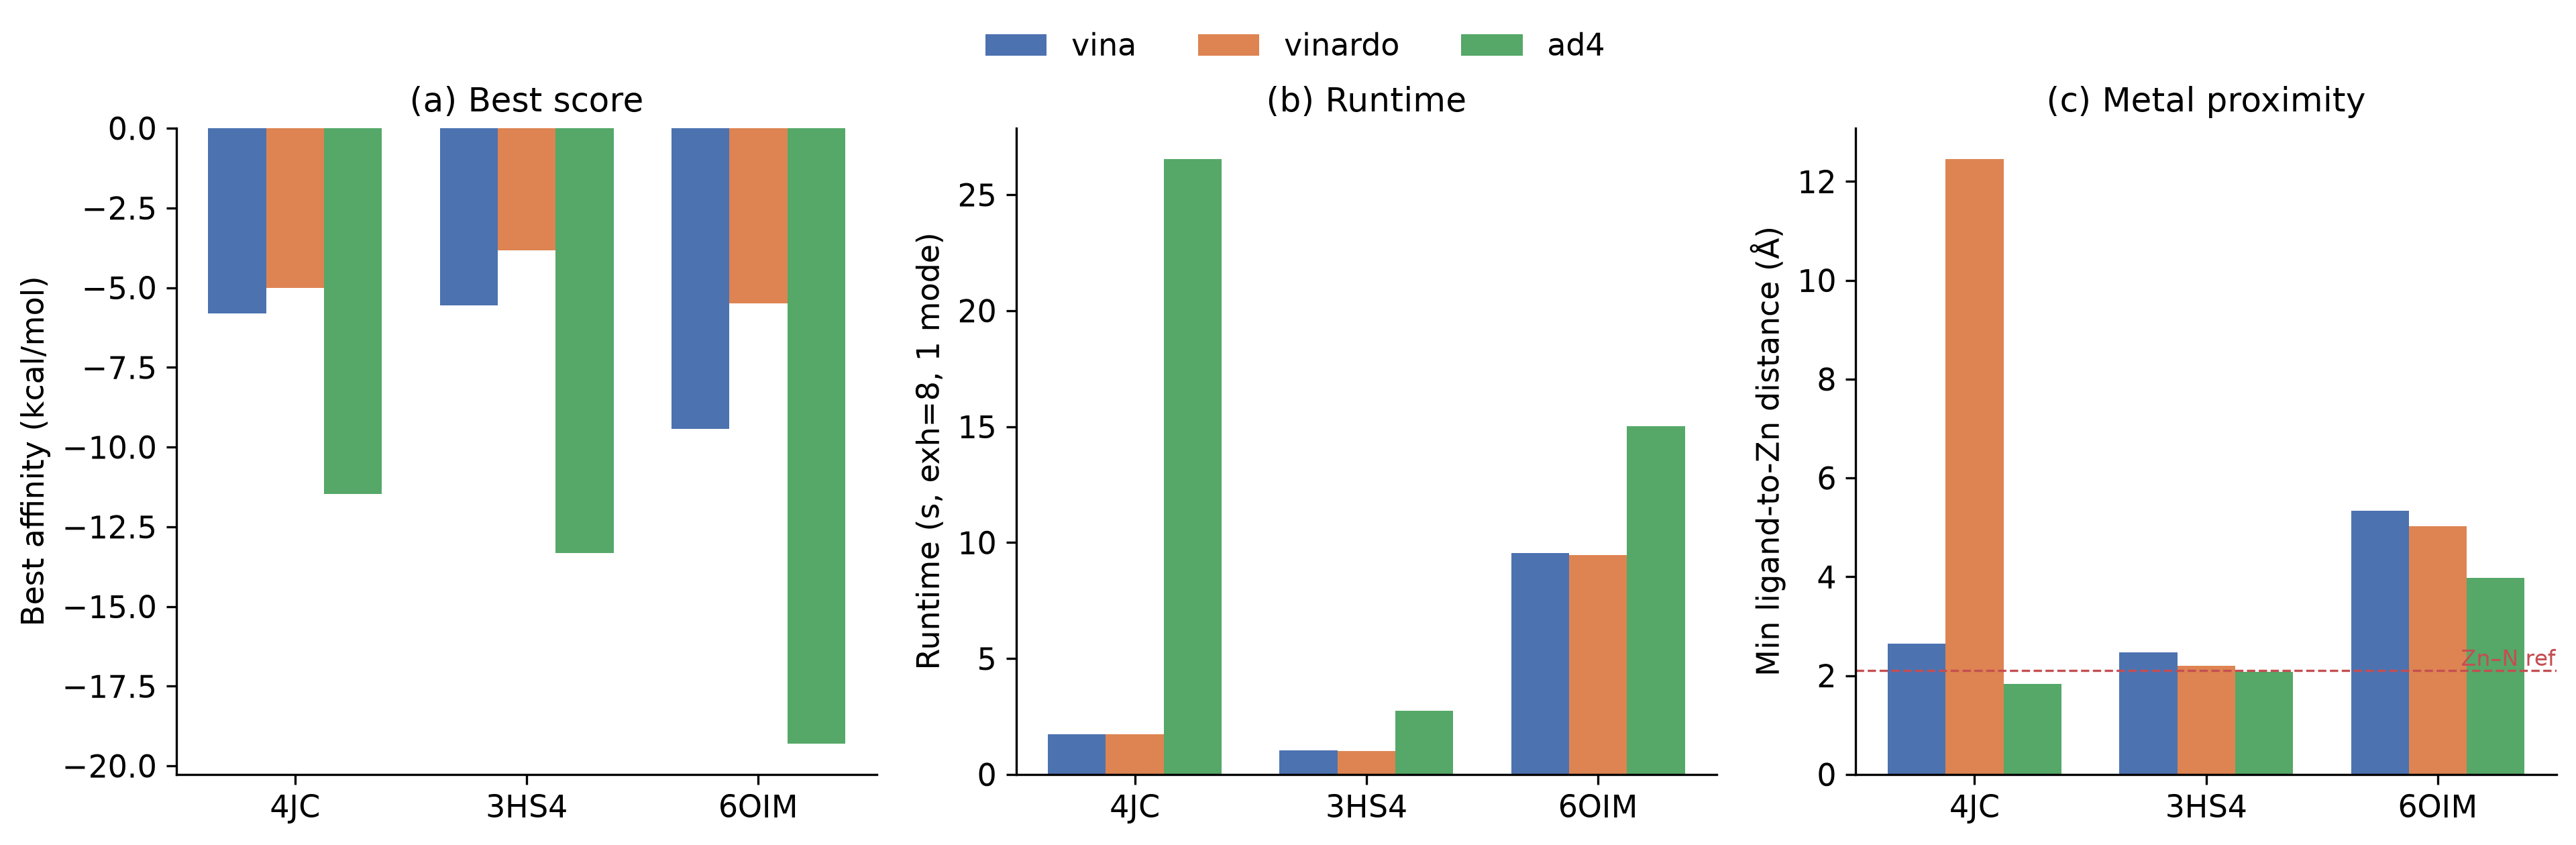 vina vinardo ad4
(a) Best score
Best affinity (kcal/mol)
0.0
−2.5
−5.0
−7.5
−10.0
−12.5
−15.0
−17.5
−20.0
4JC 3HS4 6OIM
(b) Runtime
Runtime (s, exh=8, 1 mode)
25
20
15
10
5
0
4JC 3HS4 6OIM
(c) Metal proximity
Min ligand-to-Zn distance (Å)
12
10
8
6
4
2
0
Zn–N ref
4JC 3HS4 6OIM